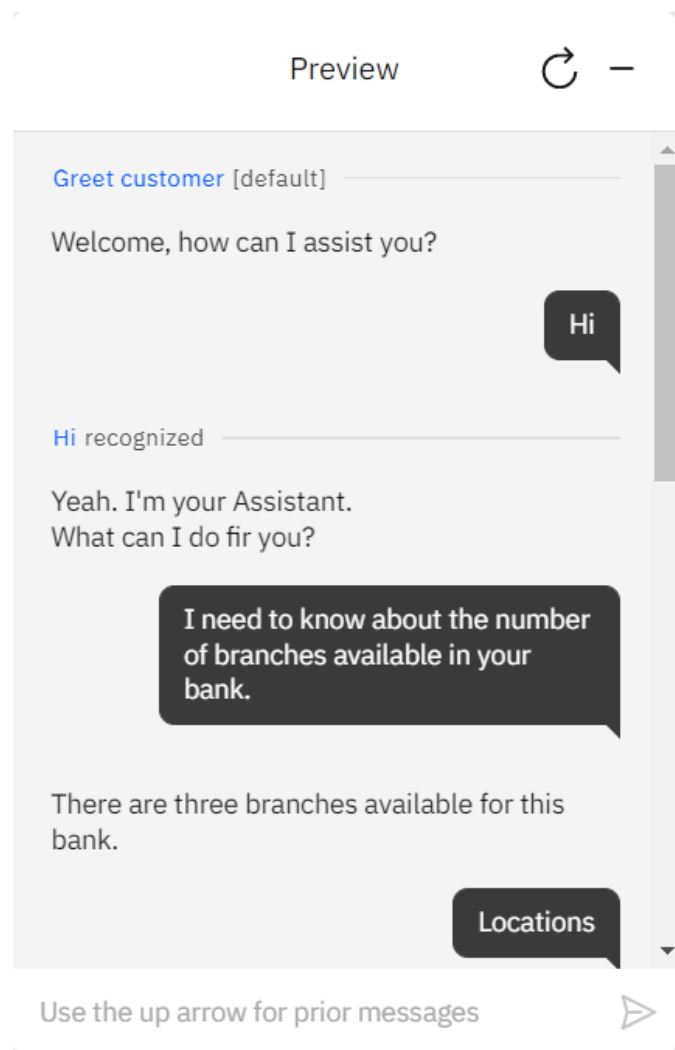 Preview
Greet customer [default]
Welcome, how can I assist you?
Hi
Hi recognized
Yeah. I'm your Assistant.
What can I do fir you?
I need to know about the number
of branches available in your
bank.
There are three branches available for this
bank.
Locations
Use the up arrow for prior messages